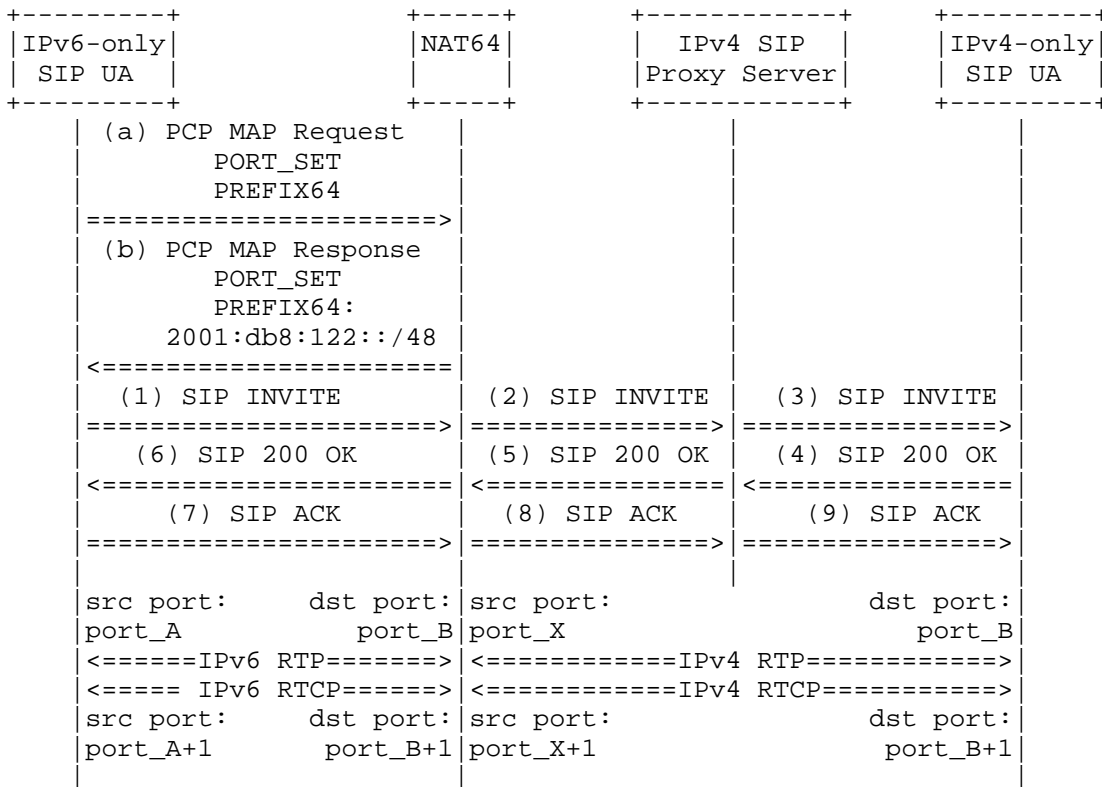 +---------+ +-----+ +------------+ +---------+
|IPv6-only| |NAT64| | IPv4 SIP | |IPv4-only|
| SIP UA | | | |Proxy Server| | SIP UA |
+---------+ +-----+ +------------+ +---------+
| (a) PCP MAP Request | | |
| PORT_SET | | |
| PREFIX64 | | |
|======================>| | |
| (b) PCP MAP Response | | |
| PORT_SET | | |
| PREFIX64: | | |
| 2001:db8:122::/48 | | |
|<======================| | |
| (1) SIP INVITE | (2) SIP INVITE | (3) SIP INVITE |
|======================>|===============>|================>|
| (6) SIP 200 OK | (5) SIP 200 OK | (4) SIP 200 OK |
|<======================|<===============|<================|
| (7) SIP ACK | (8) SIP ACK | (9) SIP ACK |
|======================>|===============>|================>|
| | | |
|src port: dst port:|src port: dst port:|
|port_A port_B|port_X port_B|
|<======IPv6 RTP=======>|<============IPv4 RTP============>|
|<===== IPv6 RTCP======>|<============IPv4 RTCP===========>|
|src port: dst port:|src port: dst port:|
|port_A+1 port_B+1|port_X+1 port_B+1|
| | |